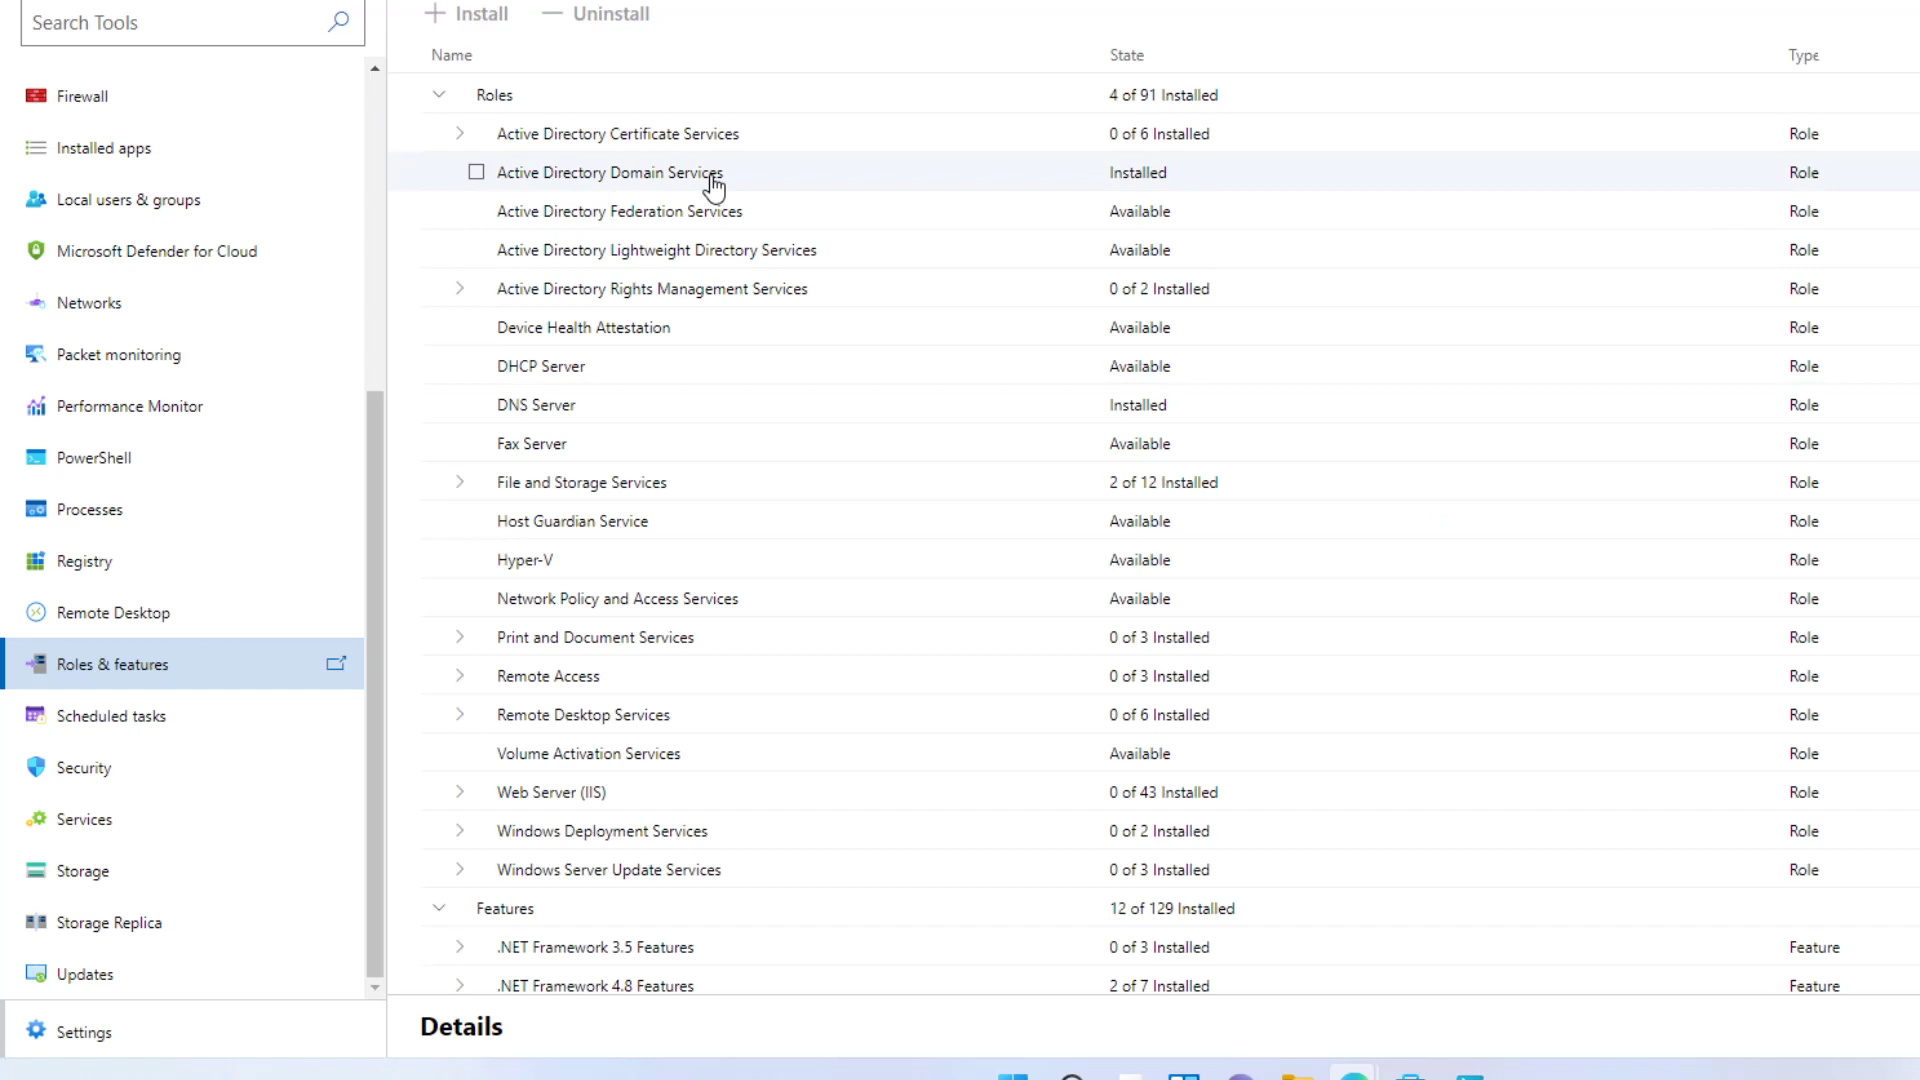 Search Tools
Firewall
Installed apps
Local users & groups
Microsoft Defender for Cloud
Networks
Packet monitoring
Performance Monitor
PowerShell
Processes
Registry
Remote Desktop
Roles & features
Scheduled tasks
Security
Services
Storage
Storage Replica
Updates
Settings
Install Uninstall
Name State Type
Roles 4 of 91 Installed
Active Directory Certificate Services 0 of 6 Installed Role
Active Directory Domain Services Installed Role
Active Directory Federation Services Available Role
Active Directory Lightweight Directory Services Available Role
Active Directory Rights Management Services 0 of 2 Installed Role
Device Health Attestation Available Role
DHCP Server Available Role
DNS Server Installed Role
Fax Server Available Role
File and Storage Services 2 of 12 Installed Role
Host Guardian Service Available Role
Hyper-V Available Role
Network Policy and Access Services Available Role
Print and Document Services 0 of 3 Installed Role
Remote Access 0 of 3 Installed Role
Remote Desktop Services 0 of 6 Installed Role
Volume Activation Services Available Role
Web Server (IIS) 0 of 43 Installed Role
Windows Deployment Services 0 of 2 Installed Role
Windows Server Update Services 0 of 3 Installed Role
Features 12 of 129 Installed
.NET Framework 3.5 Features 0 of 3 Installed Feature
.NET Framework 4.8 Features 2 of 7 Installed Feature
Details